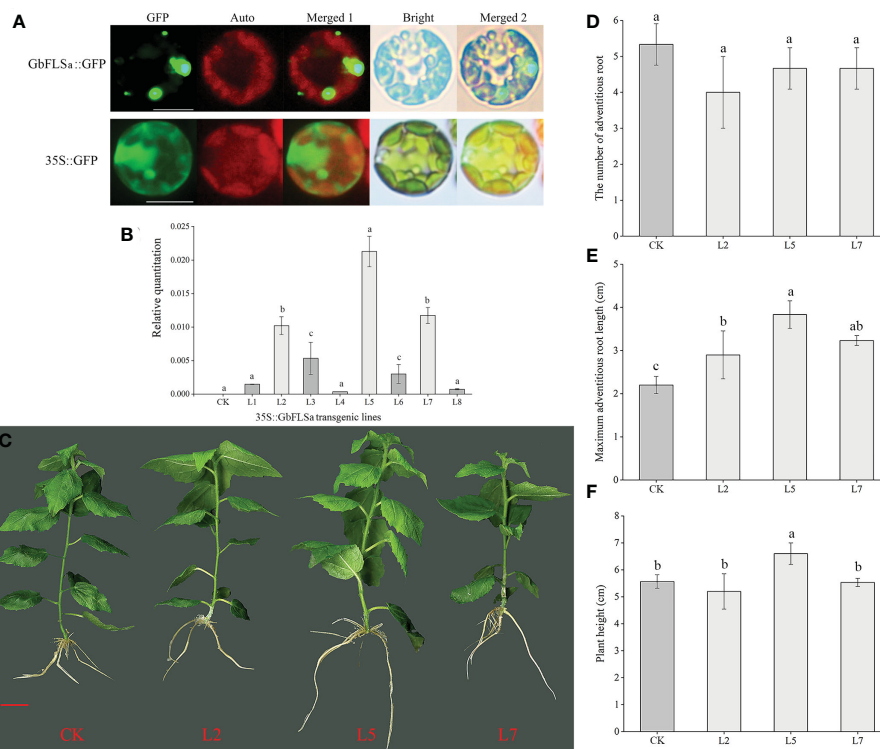 A
GFP Auto Merged 1 Bright Merged 2
GbFLSa::GFP
35S::GFP
B
Relative quantitation
0.025
0.020
0.015
0.010
0.005
0.000
a a b c a a c b a
CK L1 L2 L3 L4 L5 L6 L7 L8
35S::GbFLSa transgenic lines
C
CK L2 L5 L7
D
The number of adventitious root
6
5
4
3
2
1
0
a a a a
CK L2 L5 L7
E
Maximum adventitious root length (cm)
5
4
3
2
1
0
c b a ab
CK L2 L5 L7
F
Plant height (cm)
8
7
6
5
4
3
2
1
0
b b a b
CK L2 L5 L7